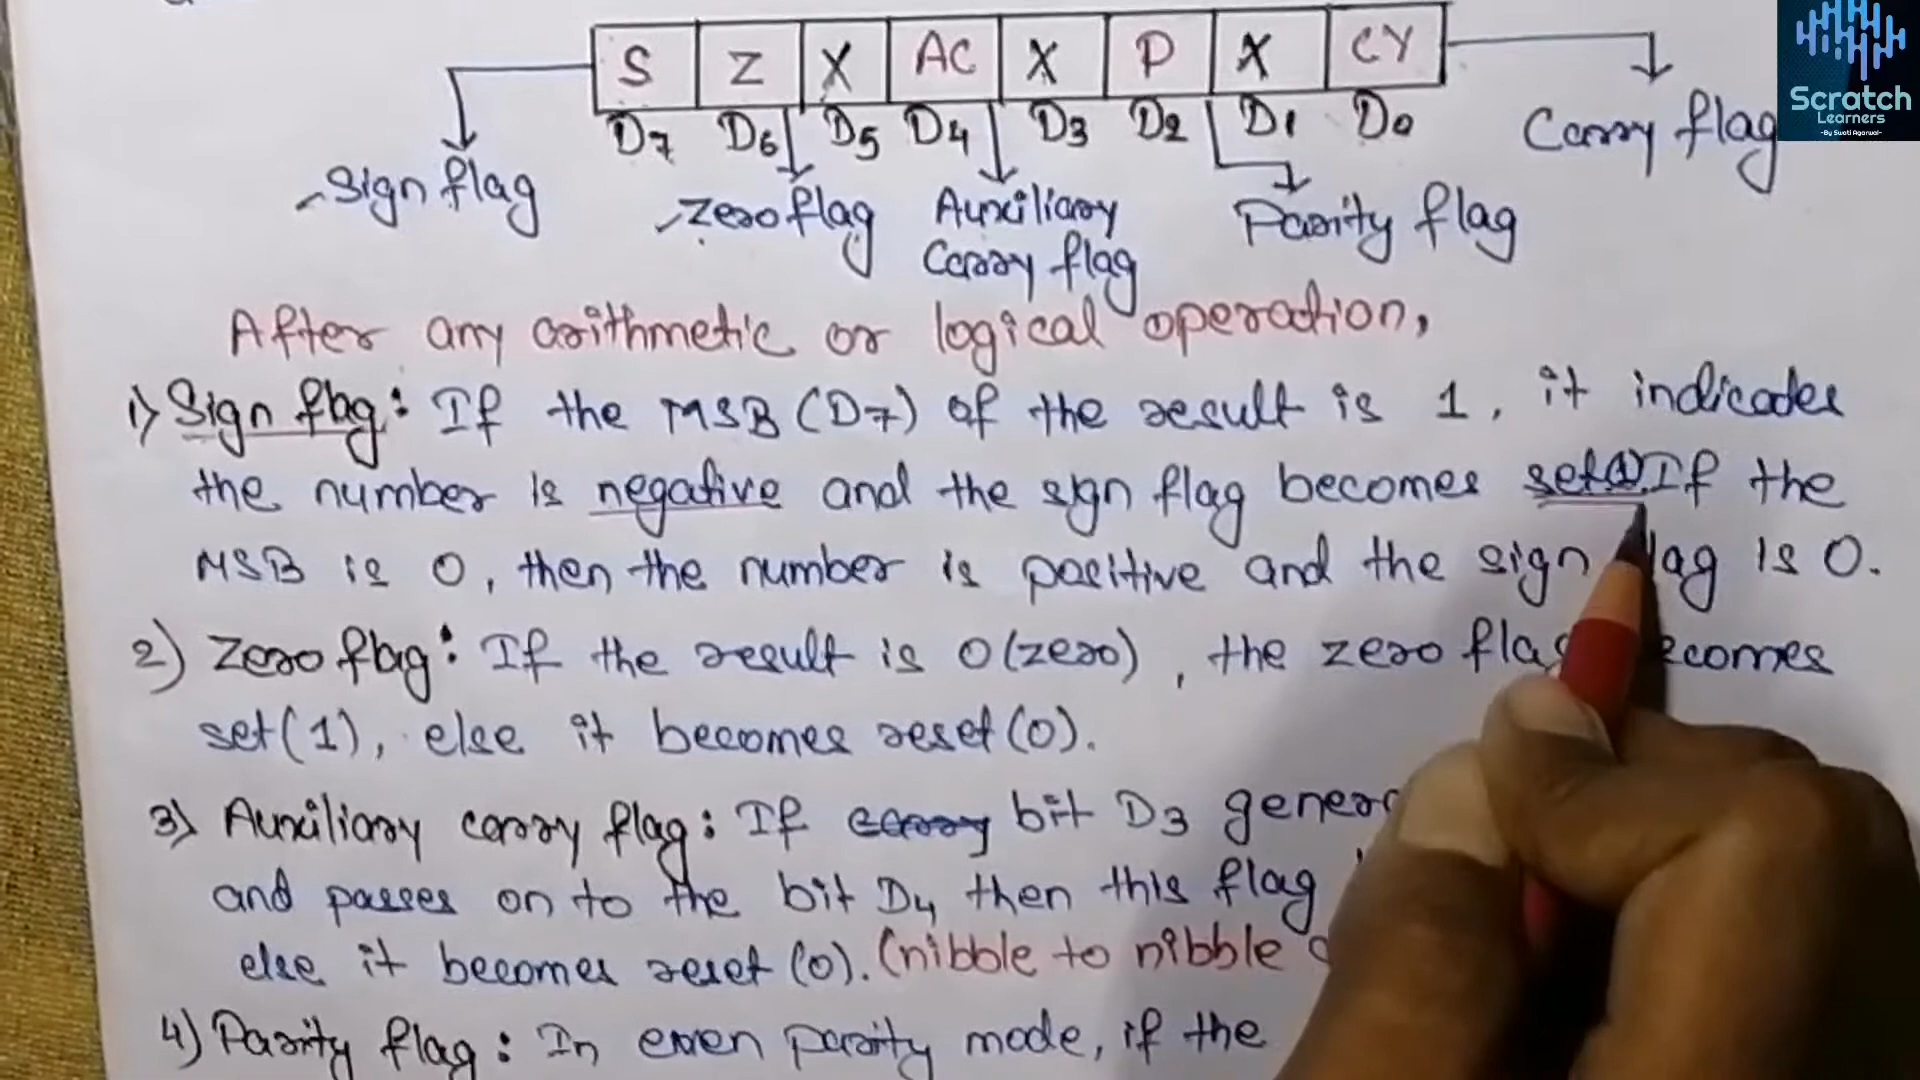 S Z X AC X P X CY
D7 D6 D5 D4 D3 D2 D1 D0
Scratch
Learners
-By Swati Agarwal-
Sign flag
Zero flag
Auxiliary
Carry flag
Parity flag
Carry flag
After any arithmetic or logical operation,
1) Sign flag: If the MSB (D7) of the result is 1, it indicates
the number is negative and the sign flag becomes set(1). If the
MSB is 0, then the number is positive and the sign flag is 0.
2) Zero flag: If the result is 0 (zero), the zero flag becomes
set(1), else it becomes reset (0).
3) Auxiliary carry flag: If carry bit D3
and passes on to the bit D4 then this flag
else it becomes reset (0). (nibble to nibble
4) Parity flag: In even parity mode, if the